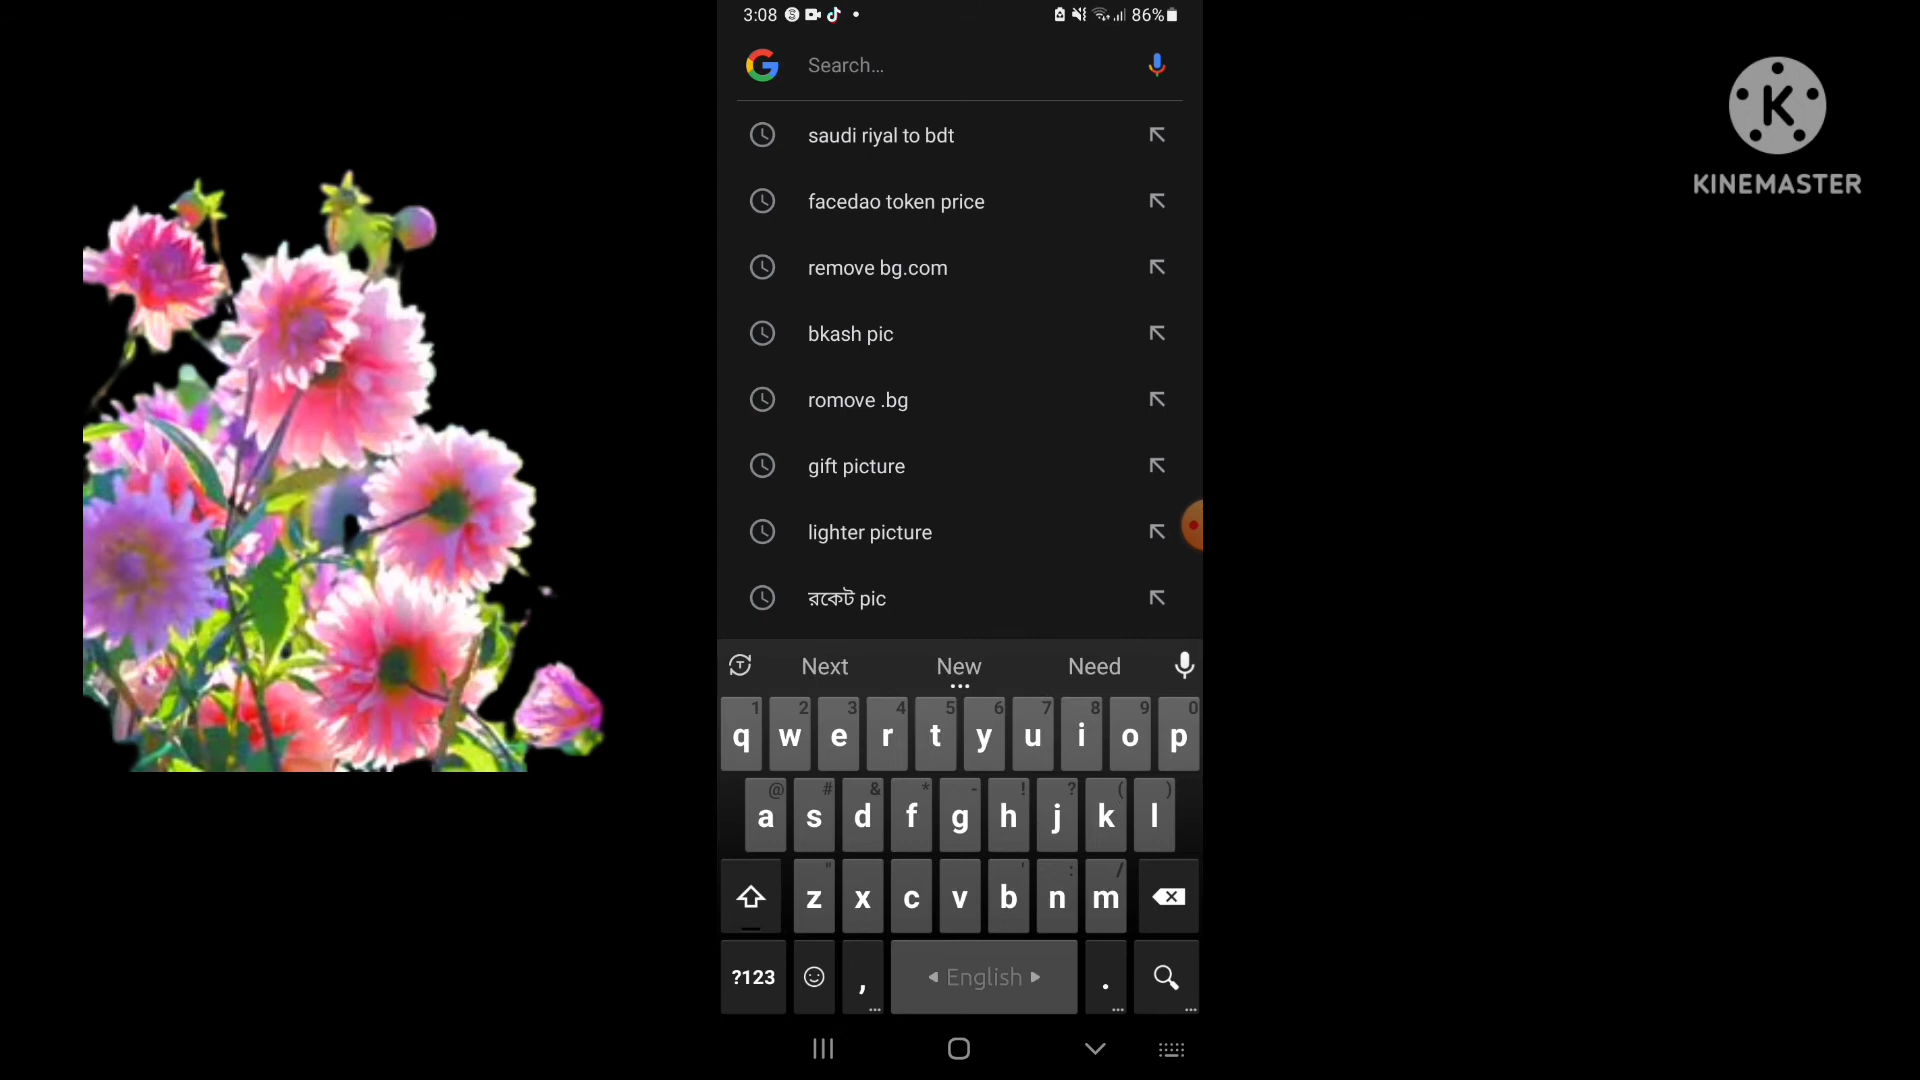 3:08 86%
Search...
saudi riyal to bdt
facedao token price
remove bg.com
bkash pic
romove .bg
gift picture
lighter picture
রকেট pic
Next New Need
1 2 3 4 5 6 7 8 9 0
q w e r t y u i o p
@ # & * - ! ? ( )
a s d f g h j k l
" ' : /
z x c v b n m
?123 , English .
K
KINEMASTER